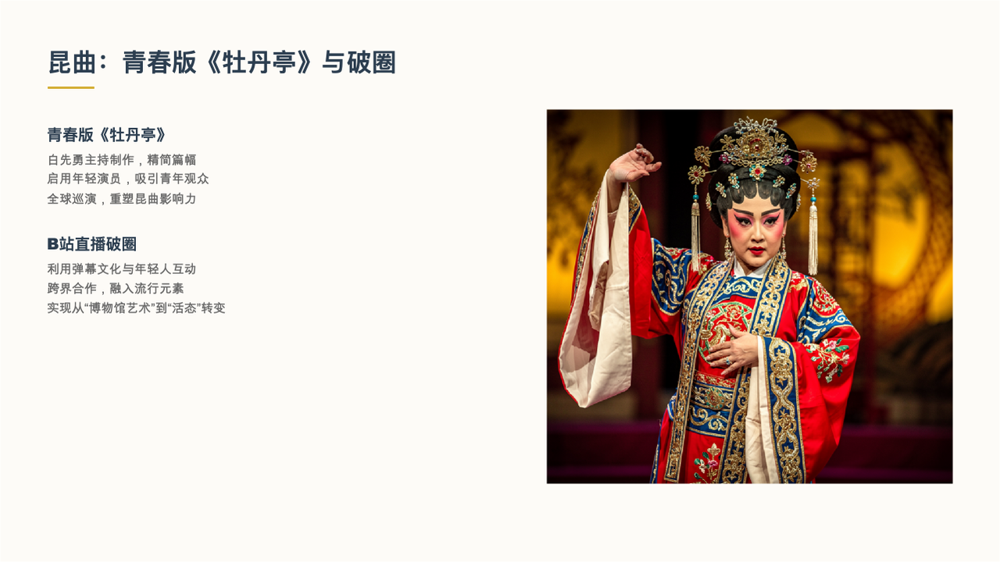 昆曲：青春版《牡丹亭》与破圈
青春版《牡丹亭》
白先勇主持制作，精简篇幅
启用年轻演员，吸引青年观众
全球巡演，重塑昆曲影响力
B站直播破圈
利用弹幕文化与年轻人互动
跨界合作，融入流行元素
实现从“博物馆艺术”到“活态”转变